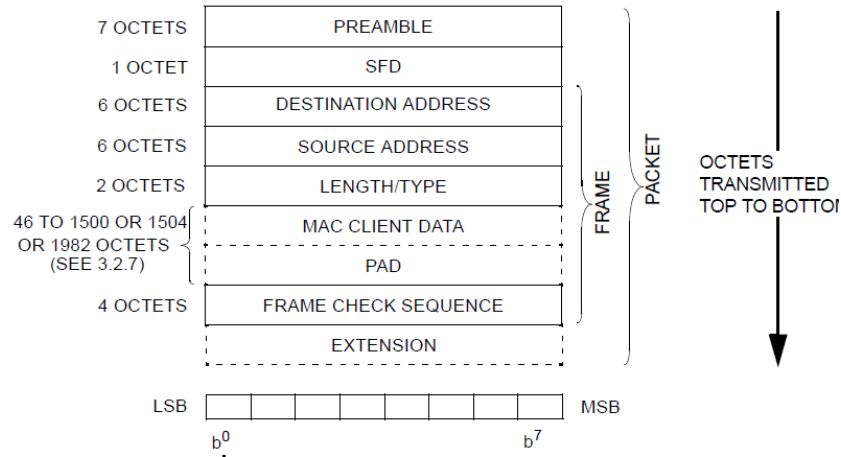 7 OCTETS PREAMBLE
1 OCTET SFD
6 OCTETS DESTINATION ADDRESS
6 OCTETS SOURCE ADDRESS
2 OCTETS LENGTH/TYPE
46 TO 1500 OR 1504
OR 1982 OCTETS
(SEE 3.2.7)
MAC CLIENT DATA
PAD
4 OCTETS FRAME CHECK SEQUENCE
EXTENSION
FRAME
PACKET
OCTETS
TRANSMITTED
TOP TO BOTTOM
LSB MSB
b0 b7